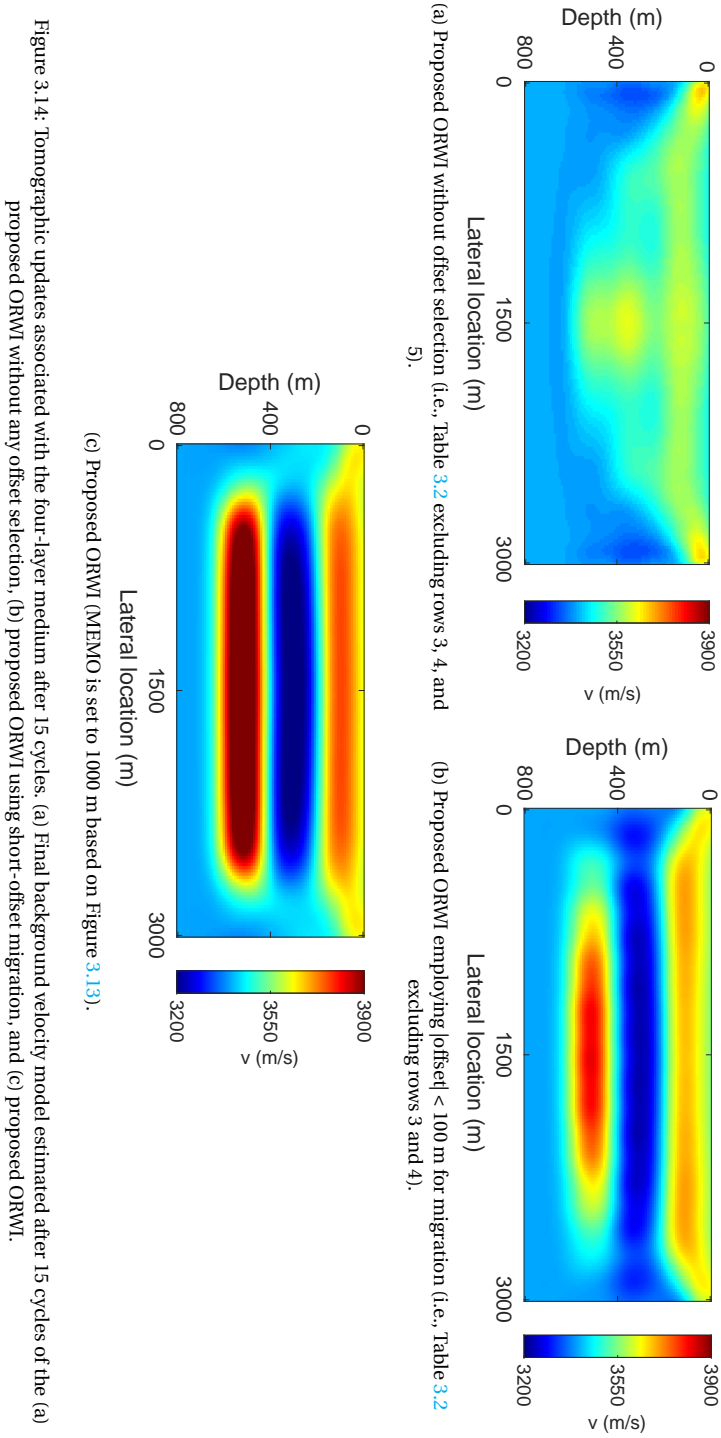 Depth (m)
0
400
800
0
1500
3000
Lateral location (m)
3200
3550
3900
v (m/s)
(a) Proposed ORWI without offset selection (i.e., Table 3.2 excluding rows 3, 4, and
5).
Depth (m)
0
400
800
0
1500
3000
Lateral location (m)
3200
3550
3900
v (m/s)
(b) Proposed ORWI employing |offset| < 100 m for migration (i.e., Table 3.2
excluding rows 3 and 4).
Depth (m)
0
400
800
0
1500
3000
Lateral location (m)
3200
3550
3900
v (m/s)
(c) Proposed ORWI (MEMO is set to 1000 m based on Figure 3.13).
Figure 3.14: Tomographic updates associated with the four-layer medium after 15 cycles. (a) Final background velocity model estimated after 15 cycles of the (a)
proposed ORWI without any offset selection, (b) proposed ORWI using short-offset migration, and (c) proposed ORWI.